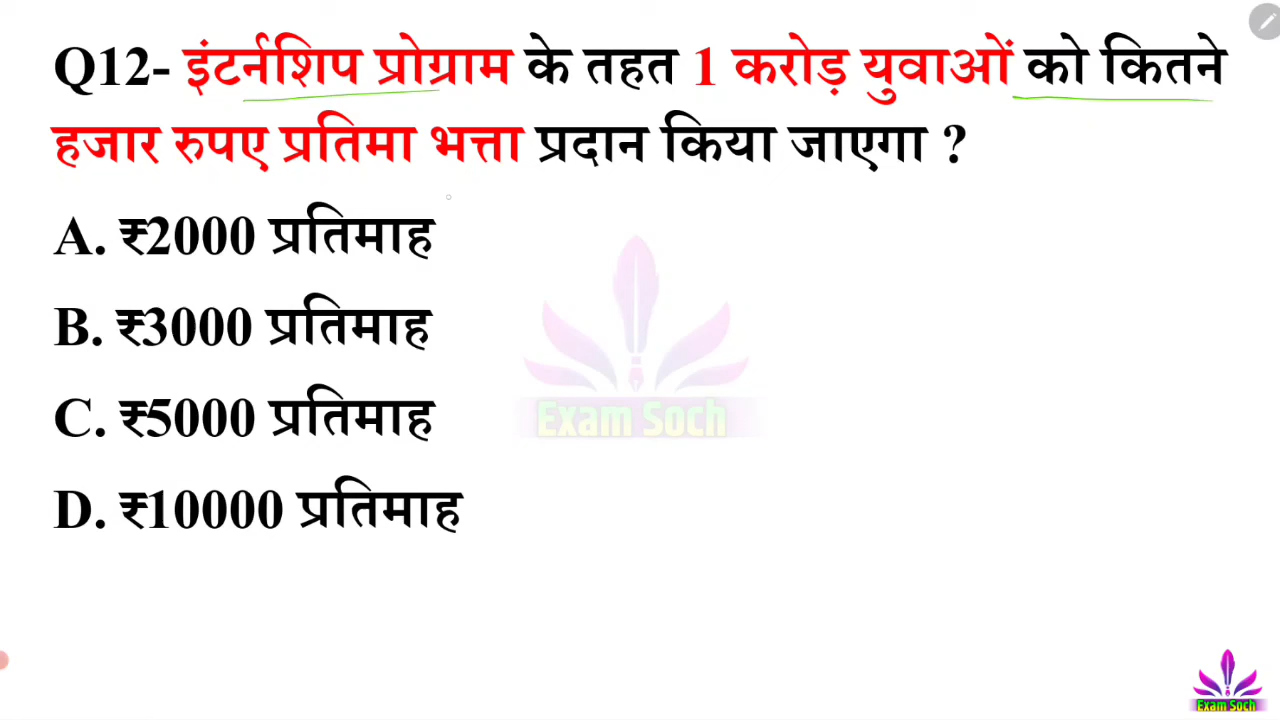 Q12- इंटर्नशिप प्रोग्राम के तहत 1 करोड़ युवाओं को कितने
हजार रुपए प्रतिमा भत्ता प्रदान किया जाएगा ?
A. ₹2000 प्रतिमाह
B. ₹3000 प्रतिमाह
C. ₹5000 प्रतिमाह
D. ₹10000 प्रतिमाह
Exam Soch
Exam Soch